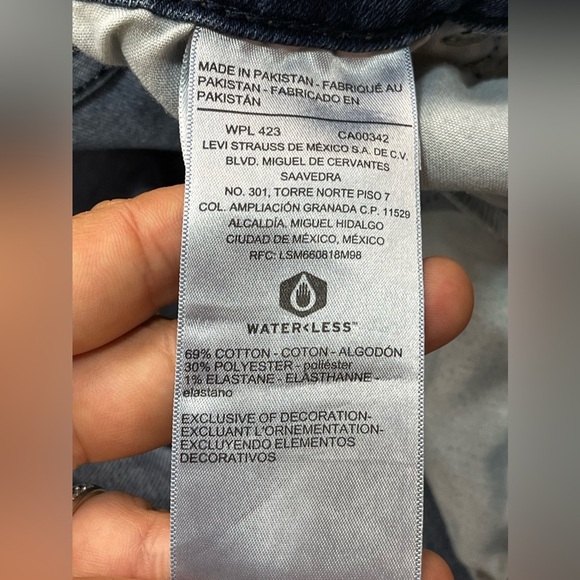 MADE IN PAKISTAN - FABRIQUÉ AU
PAKISTAN - FABRICADO EN
PAKISTÁN
WPL 423 CA00342
LEVI STRAUSS DE MÉXICO S.A. DE C.V.
BLVD. MIGUEL DE CERVANTES
SAAVEDRA
NO. 301, TORRE NORTE PISO 7
COL. AMPLIACIÓN GRANADA C.P. 11529
ALCALDÍA, MIGUEL HIDALGO
CIUDAD DE MÉXICO, MÉXICO
RFC: LSM660818M98
WATER<LESS™
69% COTTON - COTON - ALGODÓN
30% POLYESTER - poliéster
1% ELASTANE - ÉLASTHANNE -
elastano
EXCLUSIVE OF DECORATION-
EXCLUANT L'ORNEMENTATION-
EXCLUYENDO ELEMENTOS
DECORATIVOS